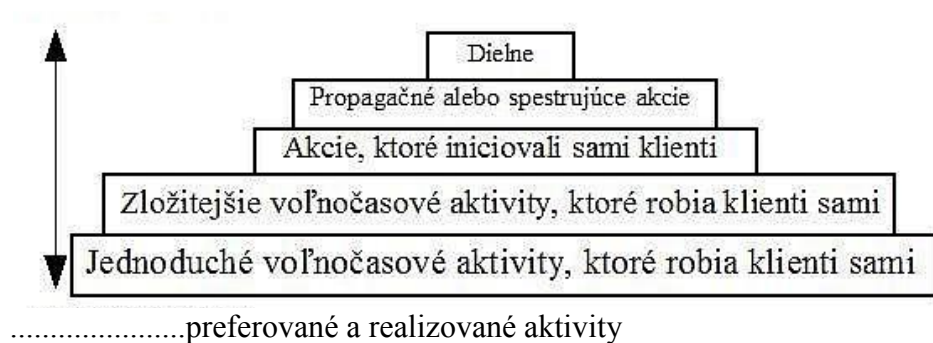 Dielne
Propagačné alebo spestrujúce akcie
Akcie, ktoré iniciovali sami klienti
Zložitejšie voľnočasové aktivity, ktoré robia klienti sami
Jednoduché voľnočasové aktivity, ktoré robia klienti sami
......................preferované a realizované aktivity